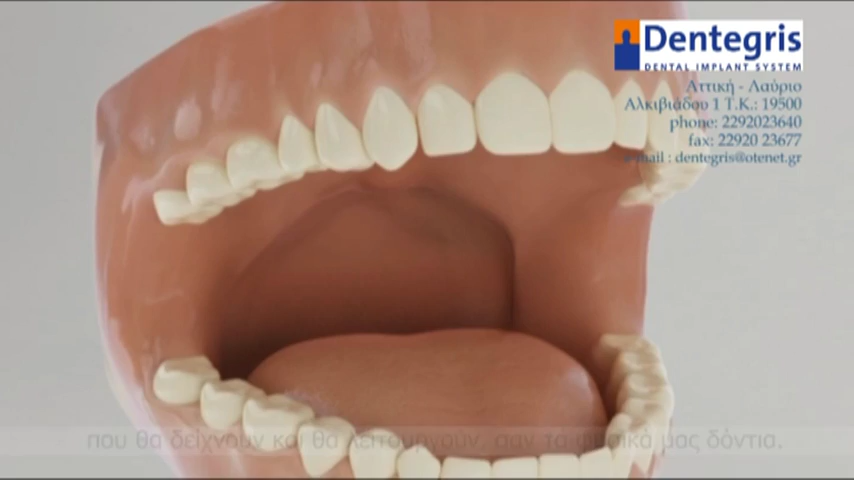 Dentegris
DENTAL IMPLANT SYSTEM
Αττική - Λαύριο
Αλκιβιάδου 1 Τ.Κ.: 19500
phone: 2292023640
fax: 22920 23677
e-mail : dentegris@otenet.gr
που θα δείχνουν και θα λειτουργούν, σαν τα φυσικά μας δόντια.